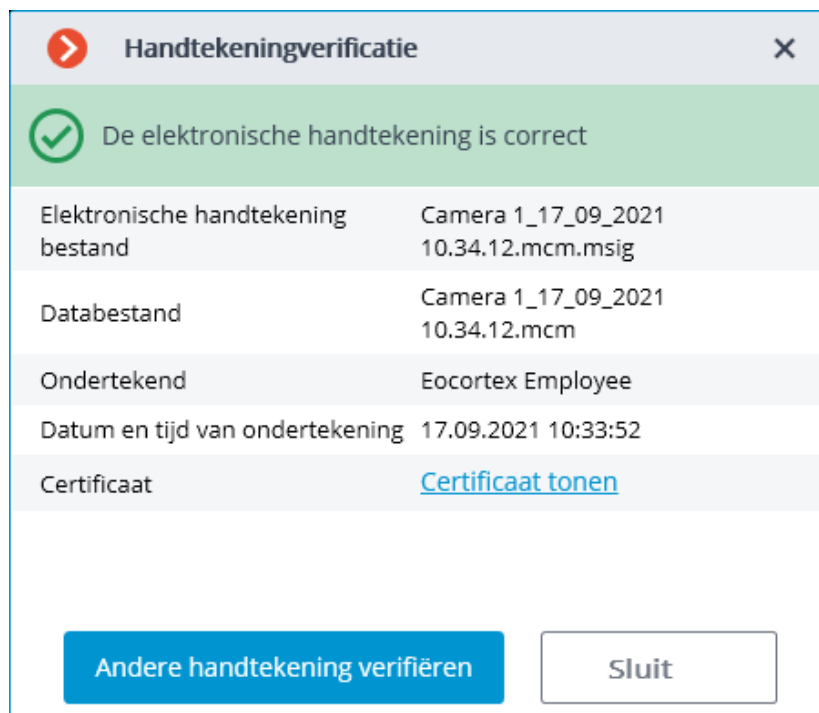 Handtekeningverificatie
De elektronische handtekening is correct
Elektronische handtekening
bestand
Camera 1_17_09_2021
10.34.12.mcm.msig
Databestand
Camera 1_17_09_2021
10.34.12.mcm
Ondertekend
Eocortex Employee
Datum en tijd van ondertekening
17.09.2021 10:33:52
Certificaat
Certificaat tonen
Andere handtekening verifiëren
Sluit